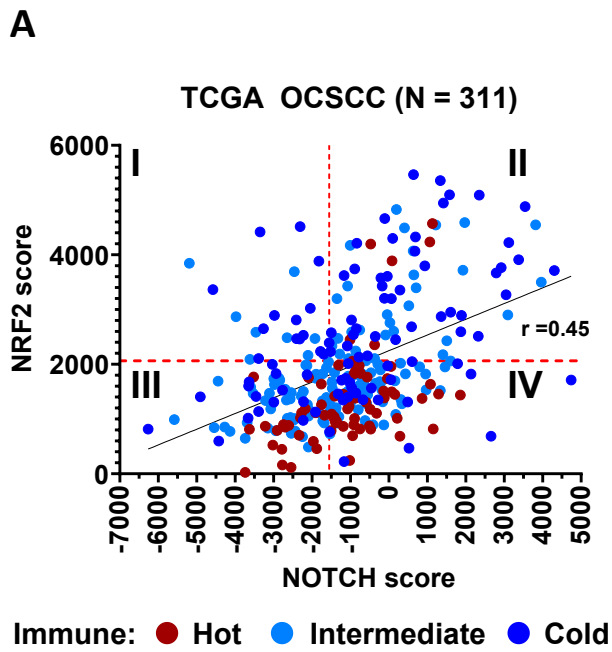 A
TCGA OCSCC (N = 311)
I
II
III
IV
r =0.45
NRF2 score
6000
4000
2000
0
-7000
-6000
-5000
-4000
-3000
-2000
-1000
0
1000
2000
3000
4000
5000
NOTCH score
Immune: Hot Intermediate Cold